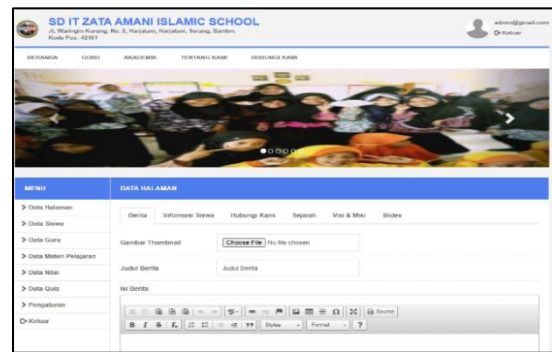 SD IT ZATA AMANI ISLAMIC SCHOOL
Jl. Waringin Kurung, No. 5, Harjatani, Harjatani, Serang, Banten.
Kode Pos. 42161
admin@gmail.com
Keluar
BERANDA GURU AKADEMIK TENTANG KAMI HUBUNGI KAMI
MENU
Data Halaman
Data Siswa
Data Guru
Data Materi Pelajaran
Data Nilai
Data Quiz
Pengaturan
Keluar
DATA HALAMAN
Berita Informasi Siswa Hubungi Kami Sejarah Visi & Misi Slides
Gambar Thumbnail Choose File No file chosen
Judul Berita Judul Berita
Isi Berita
Source
B I S Ix Styles Format ?